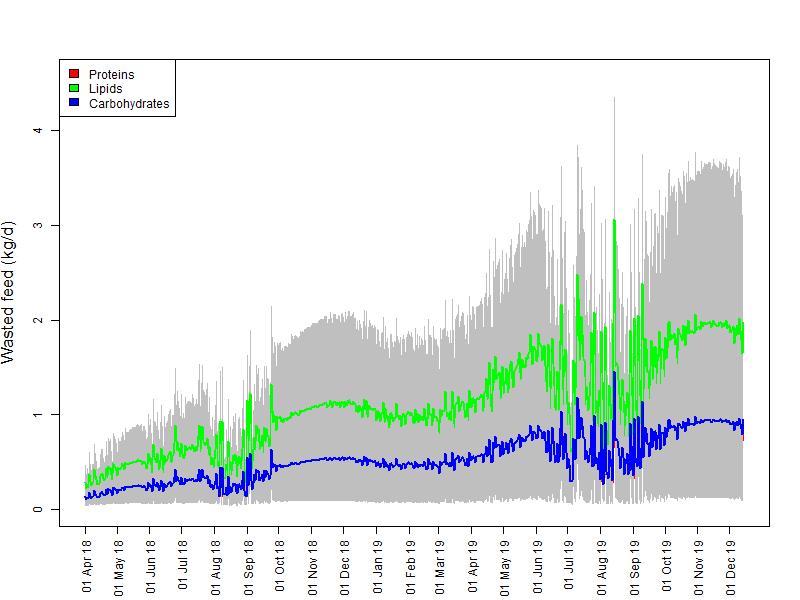 Proteins
Lipids
Carbohydrates
Wasted feed (kg/d)
4
3
2
1
0
01 Apr 18
01 May 18
01 Jun 18
01 Jul 18
01 Aug 18
01 Sep 18
01 Oct 18
01 Nov 18
01 Dec 18
01 Jan 19
01 Feb 19
01 Mar 19
01 Apr 19
01 May 19
01 Jun 19
01 Jul 19
01 Aug 19
01 Sep 19
01 Oct 19
01 Nov 19
01 Dec 19